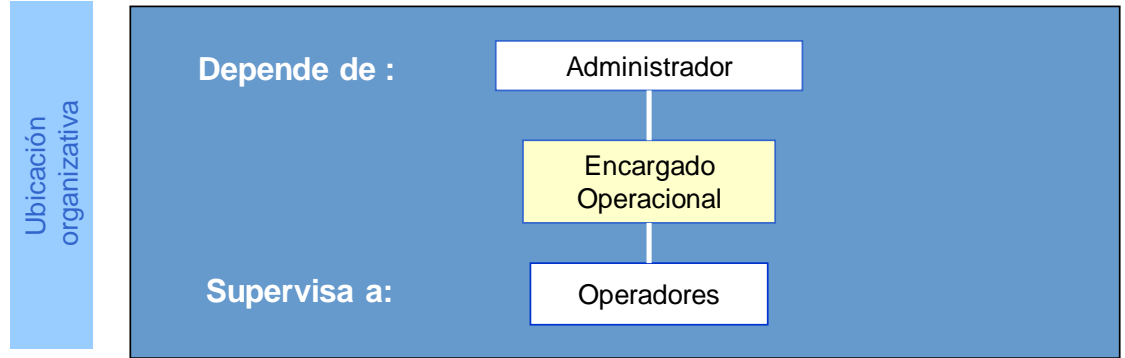 Ubicación
organizativa
Depende de :
Administrador
Encargado
Operacional
Supervisa a:
Operadores